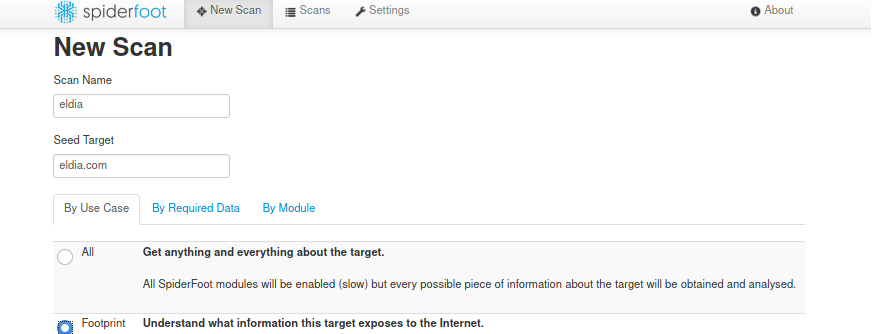 spiderfoot New Scan Scans Settings About
New Scan
Scan Name
eldia
Seed Target
eldia.com
By Use Case By Required Data By Module
All Get anything and everything about the target.
All SpiderFoot modules will be enabled (slow) but every possible piece of information about the target will be obtained and analysed.
Footprint Understand what information this target exposes to the Internet.